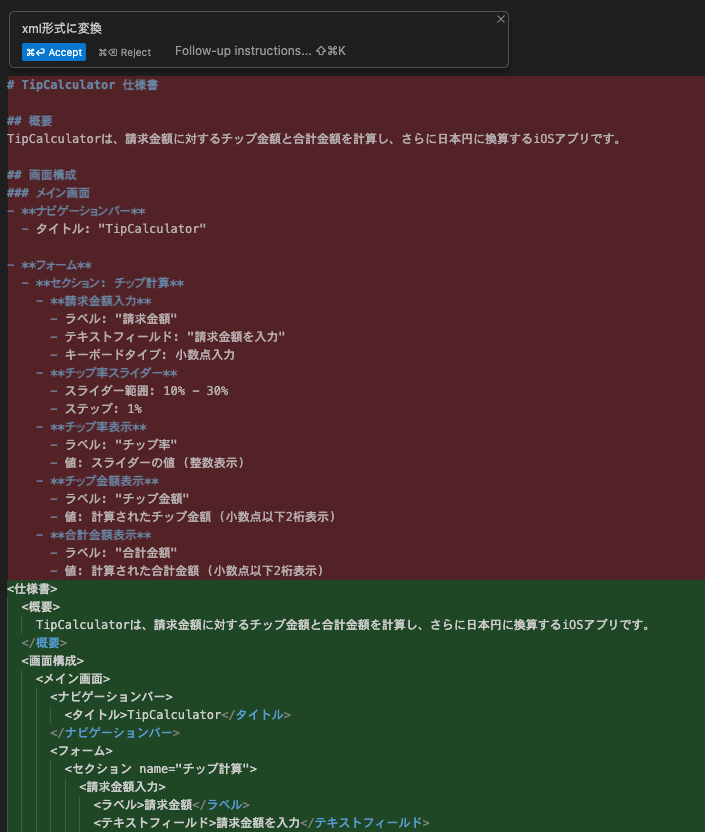 xml形式に変換
⌘⏎ Accept ⌘⌫ Reject Follow-up instructions... ⇧⌘K
# TipCalculator 仕様書
## 概要
TipCalculatorは、請求金額に対するチップ金額と合計金額を計算し、さらに日本円に換算するiOSアプリです。
## 画面構成
### メイン画面
- **ナビゲーションバー**
- タイトル: "TipCalculator"
- **フォーム**
- **セクション: チップ計算**
- **請求金額入力**
- ラベル: "請求金額"
- テキストフィールド: "請求金額を入力"
- キーボードタイプ: 小数点入力
- **チップ率スライダー**
- スライダー範囲: 10% - 30%
- ステップ: 1%
- **チップ率表示**
- ラベル: "チップ率"
- 値: スライダーの値 (整数表示)
- **チップ金額表示**
- ラベル: "チップ金額"
- 値: 計算されたチップ金額 (小数点以下2桁表示)
- **合計金額表示**
- ラベル: "合計金額"
- 値: 計算された合計金額 (小数点以下2桁表示)
<仕様書>
<概要>
TipCalculatorは、請求金額に対するチップ金額と合計金額を計算し、さらに日本円に換算するiOSアプリです。
</概要>
<画面構成>
<メイン画面>
<ナビゲーションバー>
<タイトル>TipCalculator</タイトル>
</ナビゲーションバー>
<フォーム>
<セクション name="チップ計算">
<請求金額入力>
<ラベル>請求金額</ラベル>
<テキストフィールド>請求金額を入力</テキストフィールド>